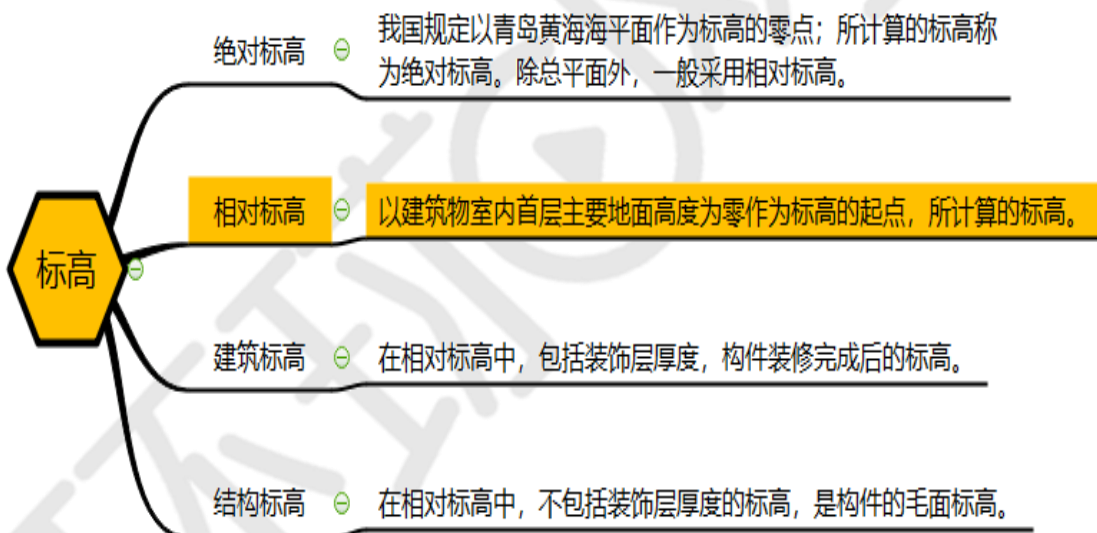 绝对标高
我国规定以青岛黄海海平面作为标高的零点；所计算的标高称
为绝对标高。除总平面外，一般采用相对标高。
相对标高
以建筑物室内首层主要地面高度为零作为标高的起点，所计算的标高。
标高
建筑标高
在相对标高中，包括装饰层厚度，构件装修完成后的标高。
结构标高
在相对标高中，不包括装饰层厚度的标高，是构件的毛面标高。